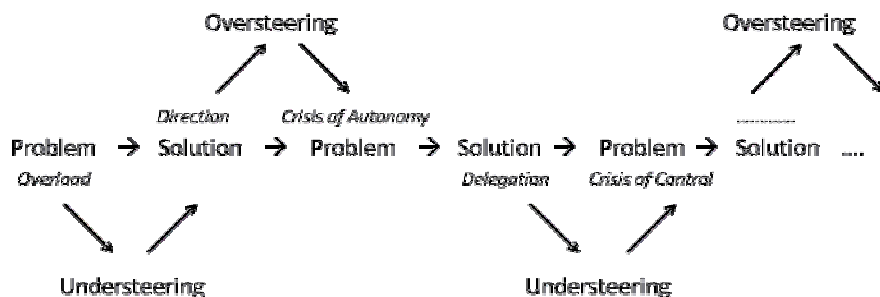 Oversteering Oversteering
Direction Crisis of Autonomy ............
Problem → Solution → Problem → Solution → Problem → Solution ....
Overload Delegation Crisis of Control
Understeering Understeering